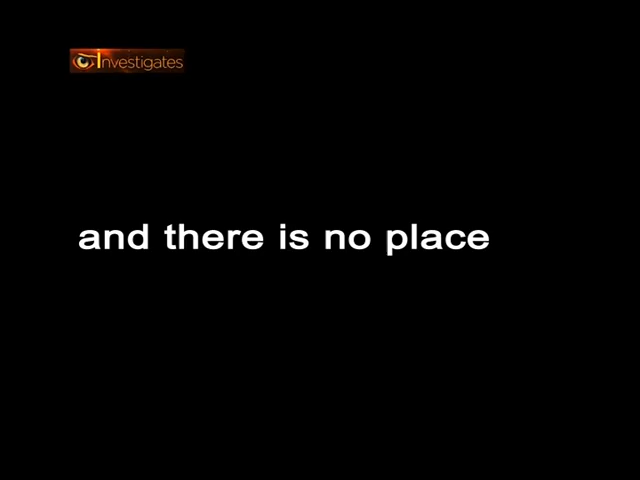 Investigates
and there is no place